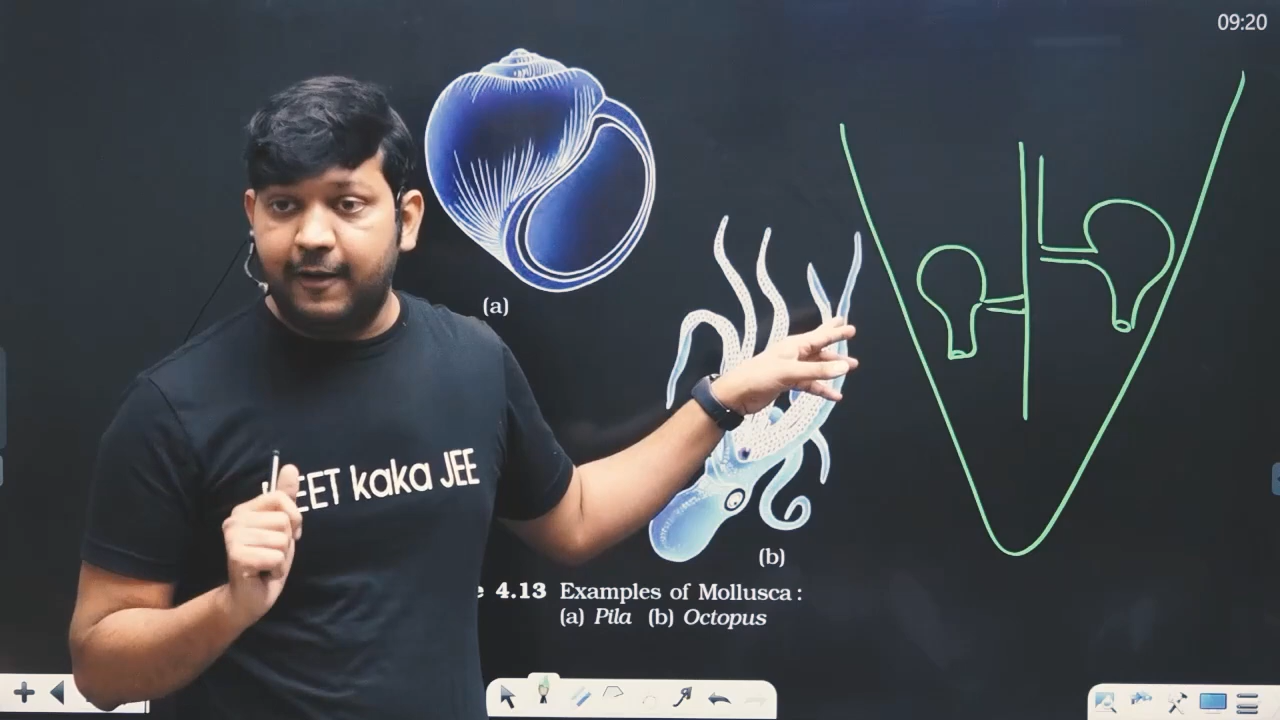 09:20
(a)
EET kaka JEE
(b)
4.13 Examples of Mollusca :
(a) Pila (b) Octopus